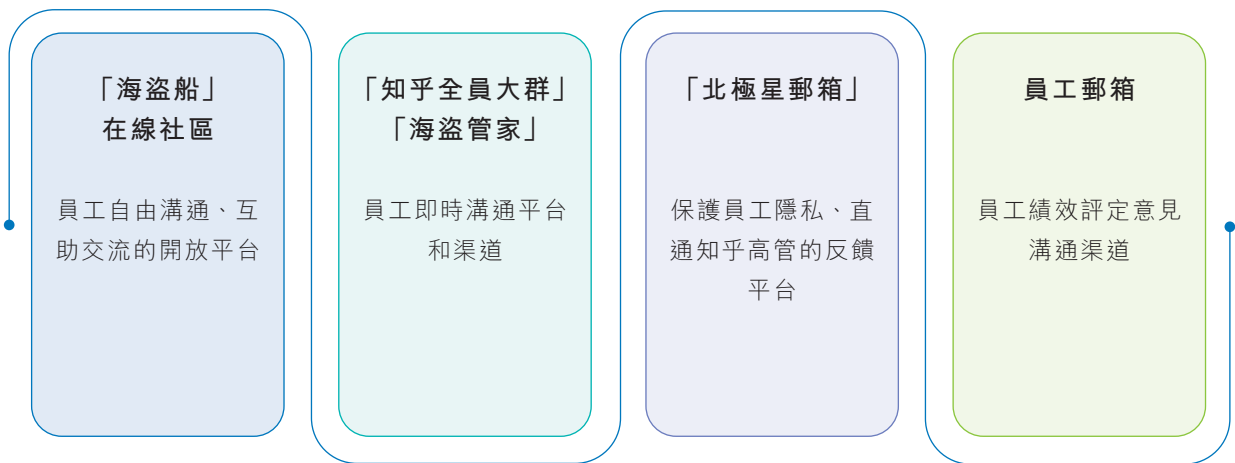 「海盜船」
在線社區
員工自由溝通、互
助交流的開放平台
「知乎全員大群」
「海盜管家」
員工即時溝通平台
和渠道
「北極星郵箱」
保護員工隱私、直
通知乎高管的反饋
平台
員工郵箱
員工績效評定意見
溝通渠道